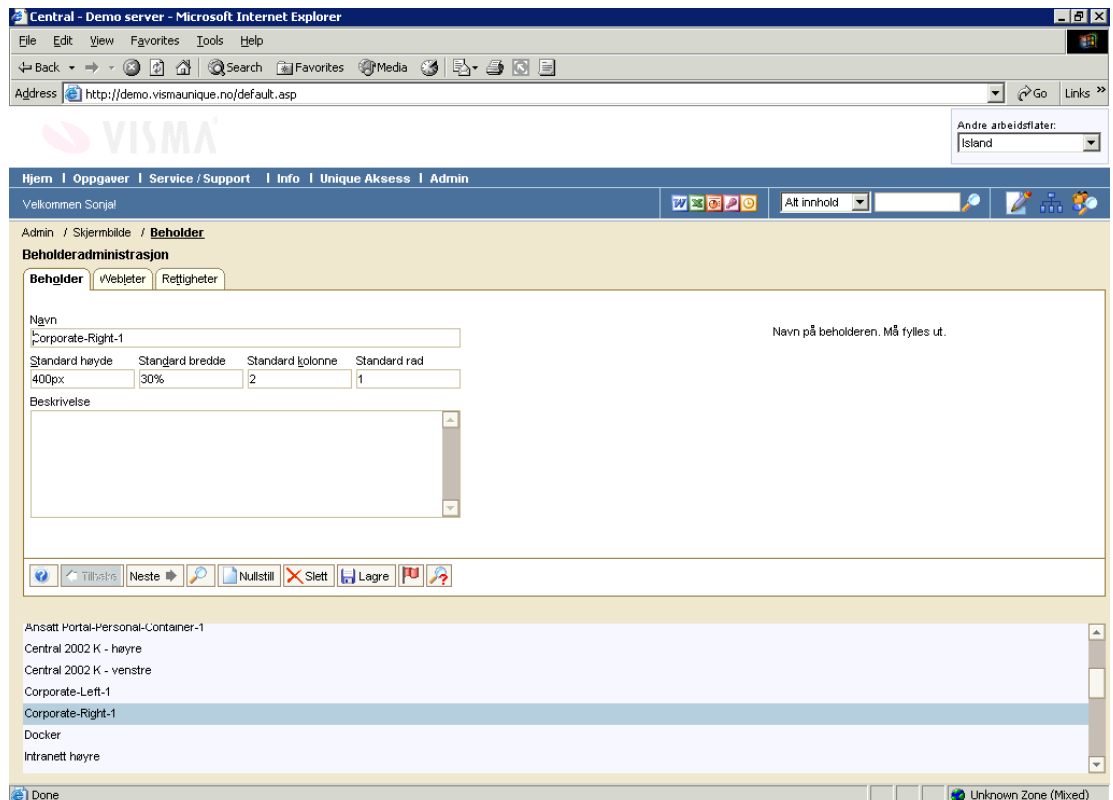 Central - Demo server - Microsoft Internet Explorer
File Edit View Favorites Tools Help
Back Search Favorites Media
Address http://demo.vismaunique.no/default.asp Go Links »
VISMA
Andre arbeidsflater:
Island
Hjem | Oppgaver | Service / Support | Info | Unique Aksess | Admin
Velkommen Sonja!
Alt innhold
Admin / Skjermbilde / Beholder
Beholderadministrasjon
Beholder Webleter Rettigheter
Navn
Corporate-Right-1
Navn på beholderen. Må fylles ut.
Standard høyde Standard bredde Standard kolonne Standard rad
400px 30% 2 1
Beskrivelse
Tilbake Neste Nullstill Slett Lagre
Ansatt Portal-Personal-Container-1
Central 2002 K - høyre
Central 2002 K - venstre
Corporate-Left-1
Corporate-Right-1
Docker
Intranett høyre
Done Unknown Zone (Mixed)